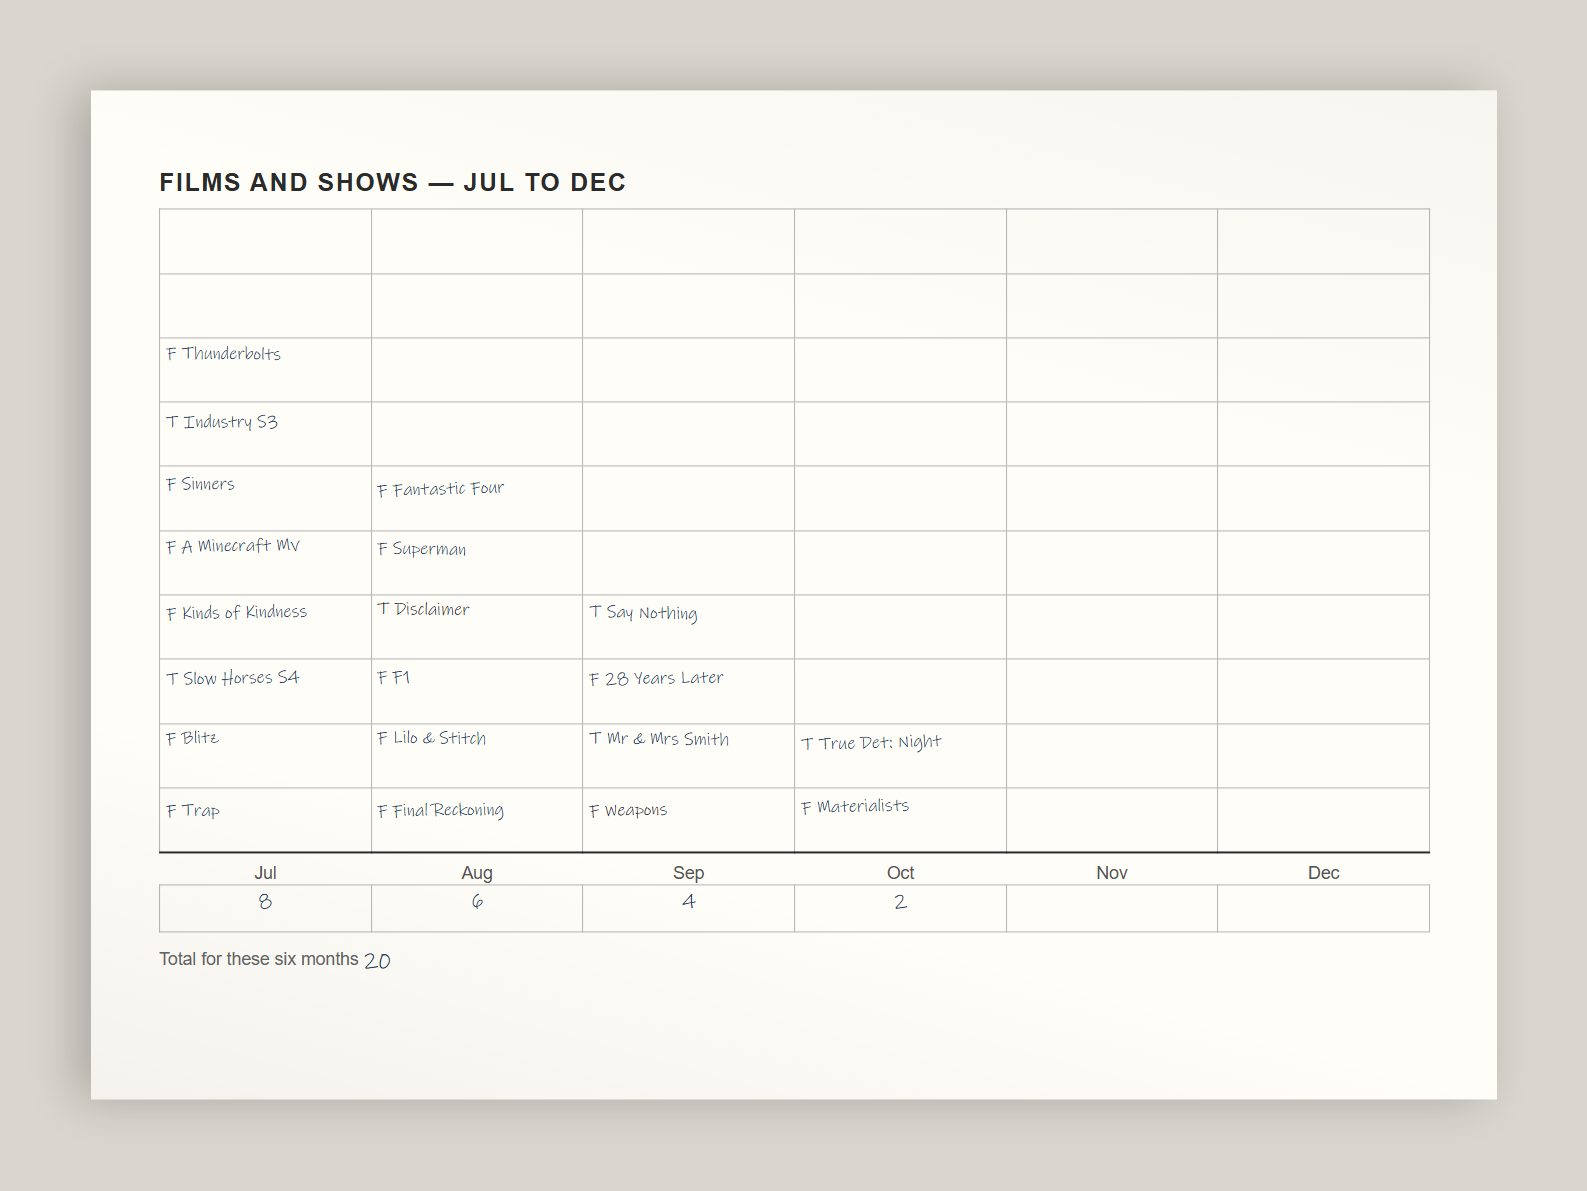 FILMS AND SHOWS — JUL TO DEC
F Thunderbolts
T Industry S3
F Sinners
F Fantastic Four
F A Minecraft Mv
F Superman
F Kinds of Kindness
T Disclaimer
T Say Nothing
T Slow Horses S4
F F1
F 28 Years Later
F Blitz
F Lilo & Stitch
T Mr & Mrs Smith
T True Det: Night
F Trap
F Final Reckoning
F Weapons
F Materialists
Jul Aug Sep Oct Nov Dec
8 6 4 2
Total for these six months 20